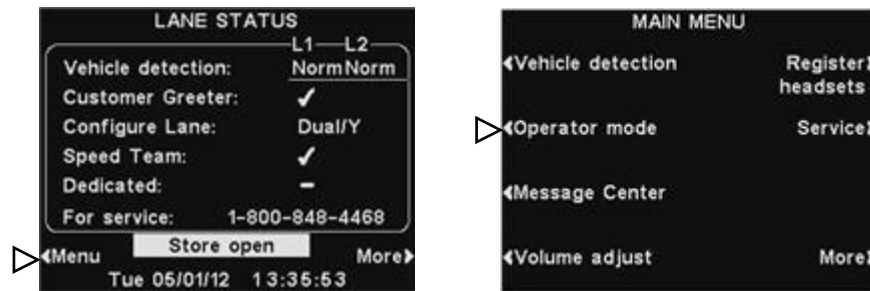 LANE STATUS
L1 L2
Vehicle detection: Norm Norm
Customer Greeter: ✓
Configure Lane: Dual/Y
Speed Team: ✓
Dedicated: –
For service: 1-800-848-4468
Store open
Menu More
Tue 05/01/12 13:35:53
MAIN MENU
Vehicle detection Register
headsets
Operator mode Service
Message Center
Volume adjust More